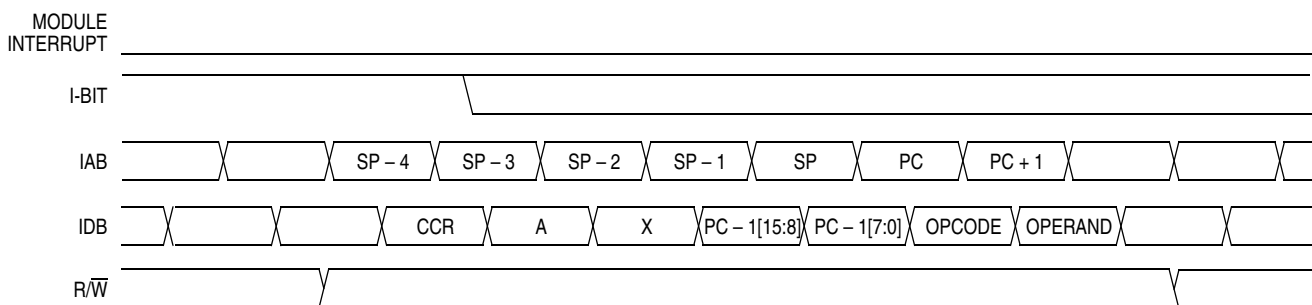 MODULE
INTERRUPT
I-BIT
IAB SP – 4 SP – 3 SP – 2 SP – 1 SP PC PC + 1
IDB CCR A X PC – 1[15:8] PC – 1[7:0] OPCODE OPERAND
R/W̅